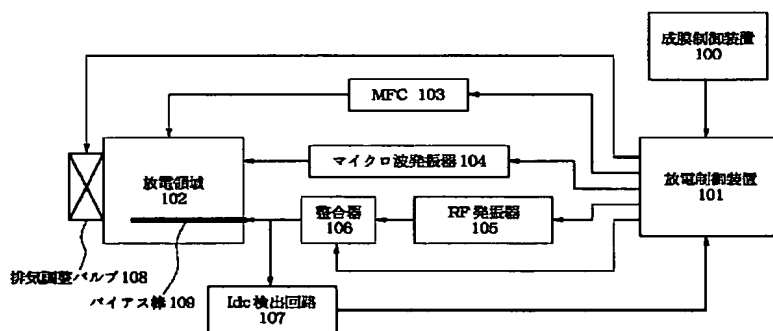 成膜制御装置
100
MFC 103
マイクロ波発振器 104
放電領域
102
放電制御装置
101
整合器
106
RF 発振器
105
排気調整バルブ 108
バイアス棒 109
Idc 検出回路
107